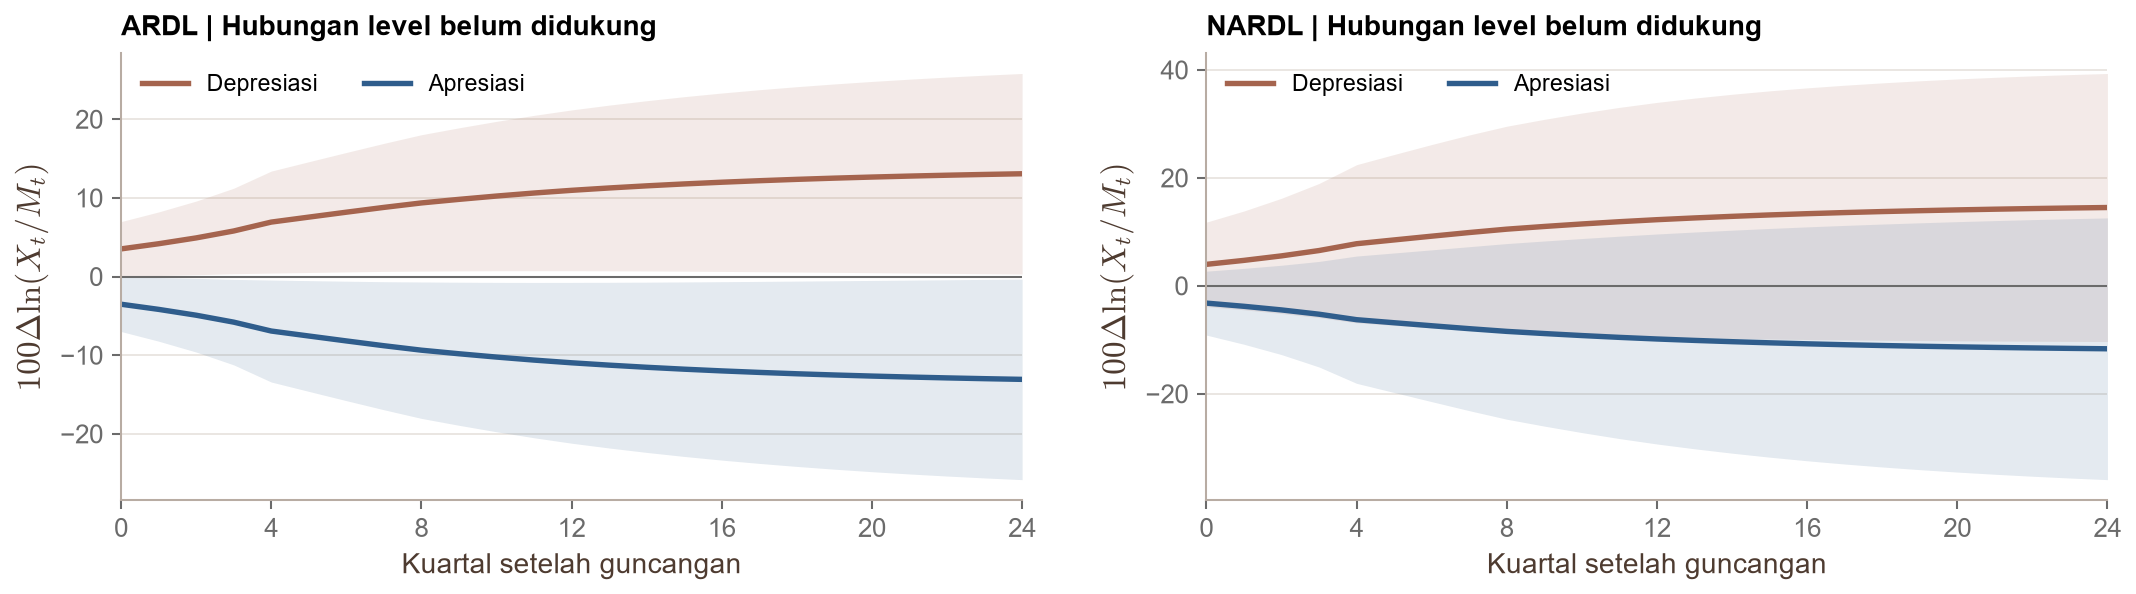 ARDL | Hubungan level belum didukung
Depresiasi
Apresiasi
20
10
0
−10
−20
100Δln(Xₜ/Mₜ)
0
4
8
12
16
20
24
Kuartal setelah guncangan
NARDL | Hubungan level belum didukung
Depresiasi
Apresiasi
40
20
0
−20
100Δln(Xₜ/Mₜ)
0
4
8
12
16
20
24
Kuartal setelah guncangan